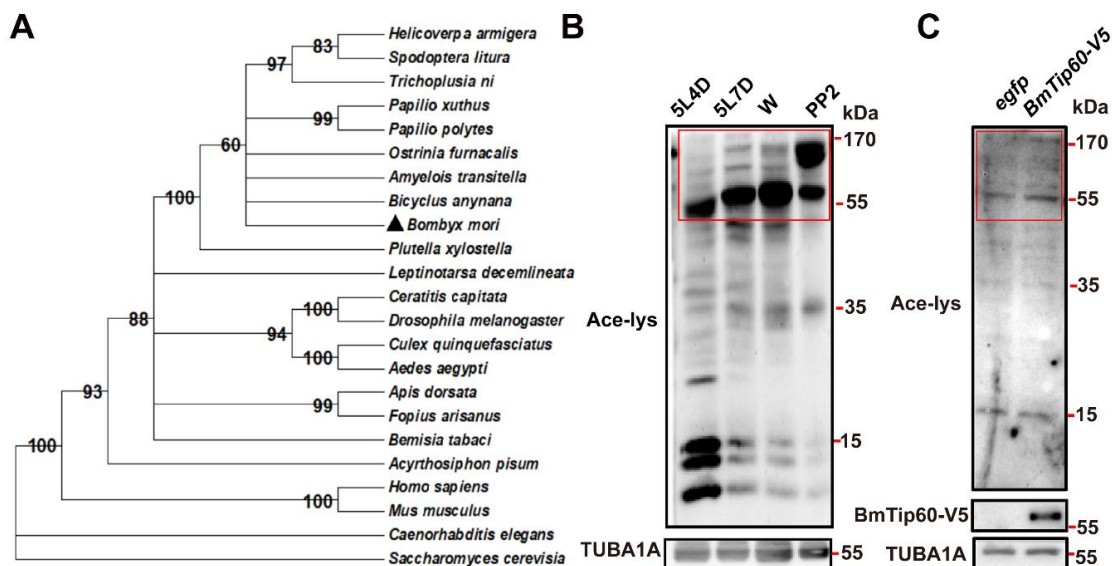 A
Helicoverpa armigera
83
Spodoptera litura
97
Trichoplusia ni
Papilio xuthus
99
Papilio polytes
60
Ostrinia furnacalis
Amyelois transitella
100
Bicyclus anynana
Bombyx mori
Plutella xylostella
Leptinotarsa decemlineata
88
Ceratitis capitata
100
Drosophila melanogaster
94
Culex quinquefasciatus
100
Aedes aegypti
93
Apis dorsata
99
Fopius arisanus
Bemisia tabaci
100
Acyrthosiphon pisum
Homo sapiens
100
Mus musculus
Caenorhabditis elegans
Saccharomyces cerevisia
B
5L4D 5L7D W PP2 kDa
170
55
Ace-lys
35
15
TUBA1A 55
C
egfp BmTip60-V5 kDa
170
55
Ace-lys
35
15
BmTip60-V5 55
TUBA1A 55